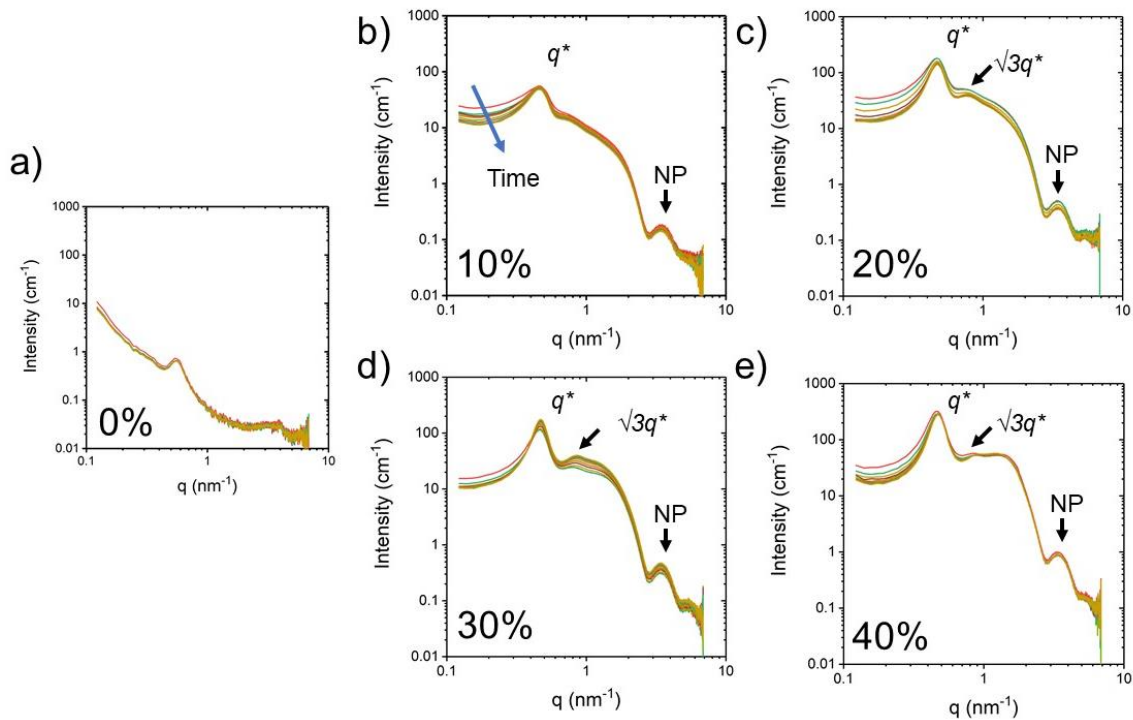 a)
1000
100
10
1
0.1
0.01
Intensity (cm⁻¹)
0%
0.1
1
10
q (nm⁻¹)
b)
1000
100
10
1
0.1
0.01
Intensity (cm⁻¹)
q*
Time
NP
10%
0.1
1
10
q (nm⁻¹)
c)
1000
100
10
1
0.1
0.01
Intensity (cm⁻¹)
q*
√3q*
NP
20%
0.1
1
10
q (nm⁻¹)
d)
1000
100
10
1
0.1
0.01
Intensity (cm⁻¹)
q*
√3q*
NP
30%
0.1
1
10
q (nm⁻¹)
e)
1000
100
10
1
0.1
0.01
Intensity (cm⁻¹)
q*
√3q*
NP
40%
0.1
1
10
q (nm⁻¹)